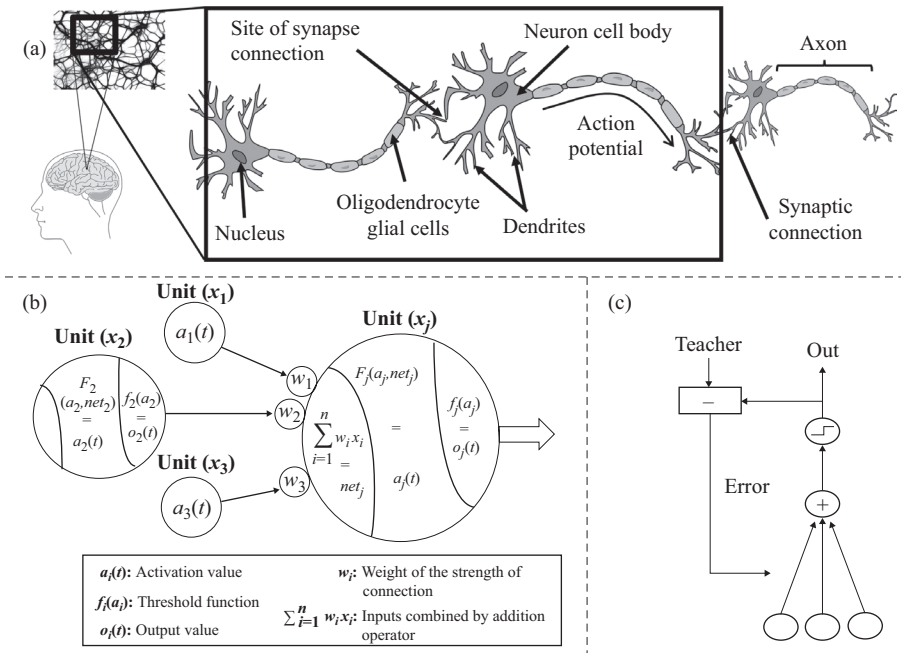 (a)
Site of synapse
connection
Neuron cell body
Axon
Action
potential
Nucleus
Oligodendrocyte
glial cells
Dendrites
Synaptic
connection
(b)
Unit (x₁)
a₁(t)
Unit (x₂)
F₂
(a₂,net₂)
=
a₂(t)
f₂(a₂)
=
o₂(t)
Unit (x₃)
a₃(t)
w₁
w₂
w₃
Unit (xⱼ)
n
∑ wᵢxᵢ
i=1
=
netⱼ
Fⱼ(aⱼ,netⱼ)
=
aⱼ(t)
fⱼ(aⱼ)
=
oⱼ(t)
aᵢ(t): Activation value
fᵢ(aᵢ): Threshold function
oᵢ(t): Output value
wᵢ: Weight of the strength of
connection
∑ⁿᵢ₌₁ wᵢxᵢ: Inputs combined by addition
operator
(c)
Teacher
Out
−
Error
+